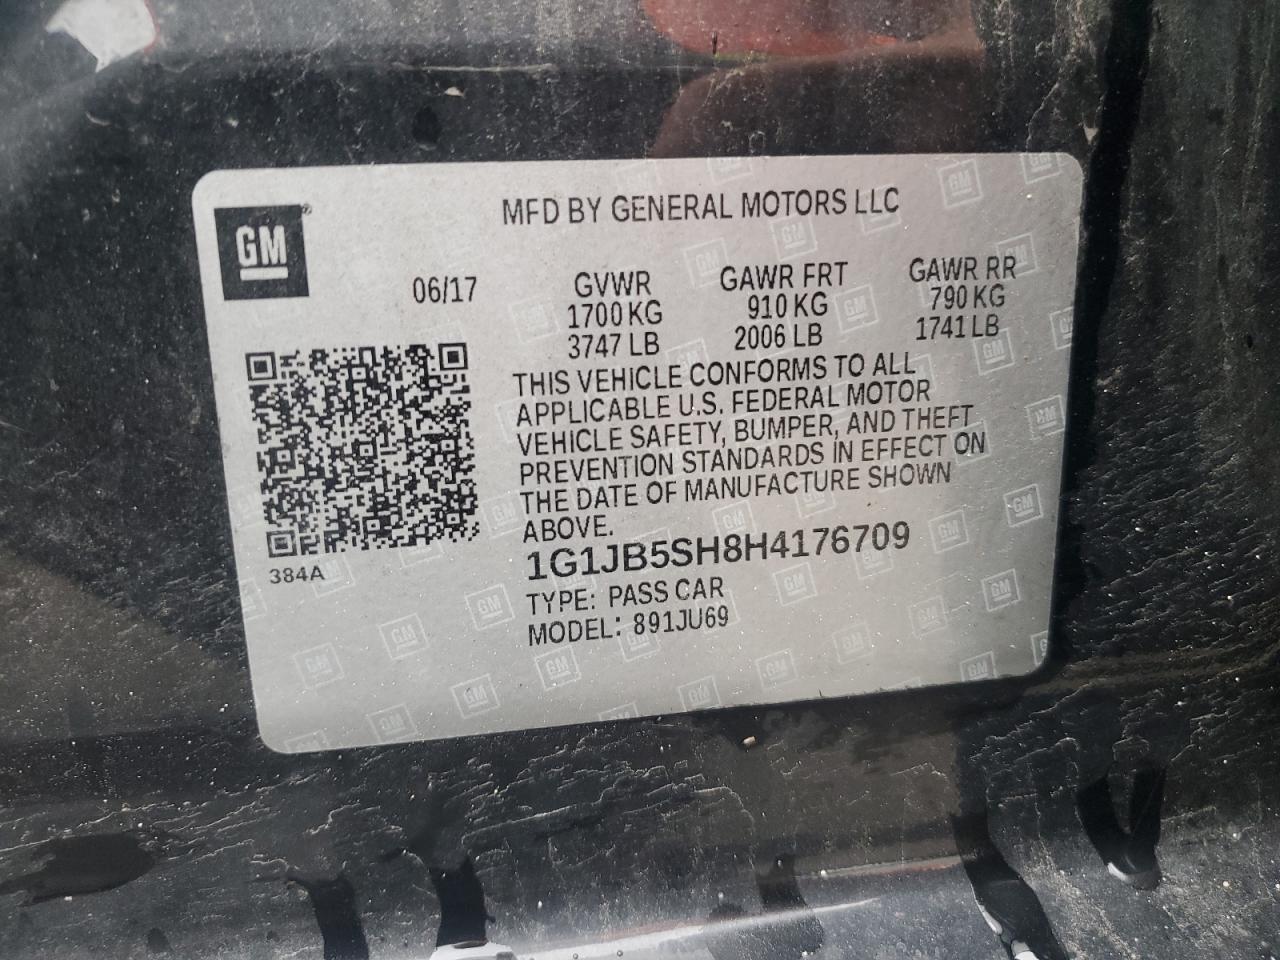 MFD BY GENERAL MOTORS LLC
GM
06/17
GVWR
1700 KG
3747 LB
GAWR FRT
910 KG
2006 LB
GAWR RR
790 KG
1741 LB
THIS VEHICLE CONFORMS TO ALL
APPLICABLE U.S. FEDERAL MOTOR
VEHICLE SAFETY, BUMPER, AND THEFT
PREVENTION STANDARDS IN EFFECT ON
THE DATE OF MANUFACTURE SHOWN
ABOVE.
1G1JB5SH8H4176709
TYPE: PASS CAR
MODEL: 891JU69
384A